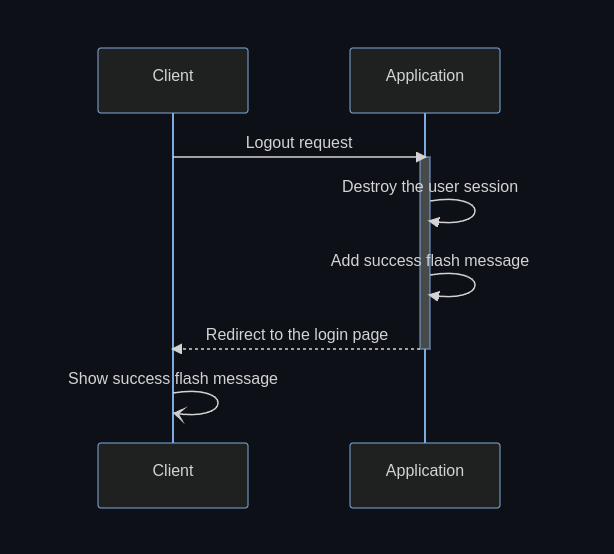 Client
Application
Logout request
Destroy the user session
Add success flash message
Redirect to the login page
Show success flash message
Client
Application